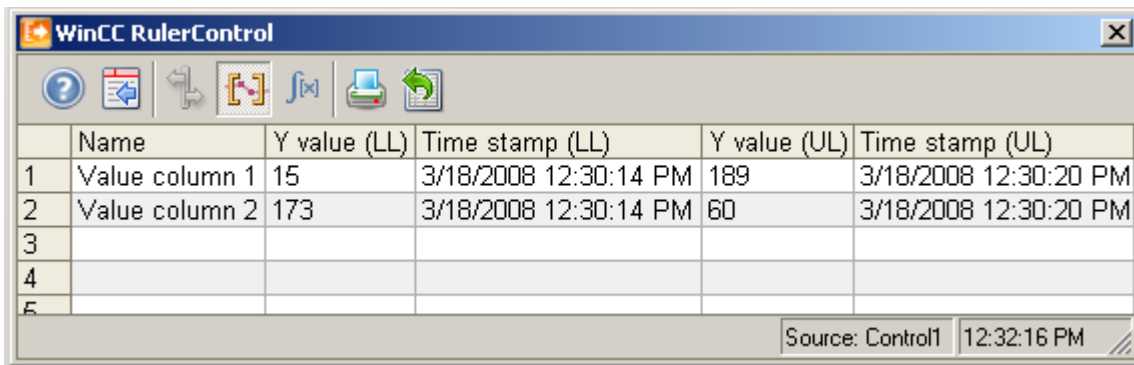 WinCC RulerControl
Name Y value (LL) Time stamp (LL) Y value (UL) Time stamp (UL)
1 Value column 1 15 3/18/2008 12:30:14 PM 189 3/18/2008 12:30:20 PM
2 Value column 2 173 3/18/2008 12:30:14 PM 60 3/18/2008 12:30:20 PM
3
4
5
Source: Control1 12:32:16 PM